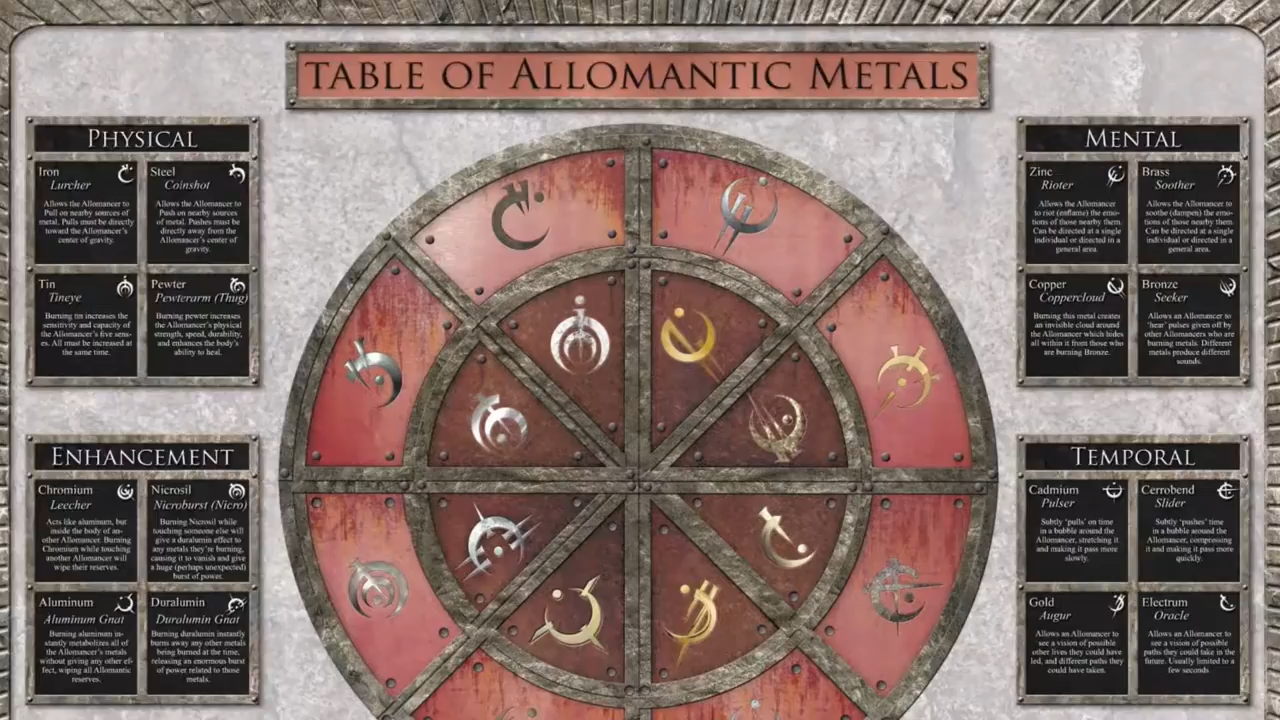 TABLE OF ALLOMANTIC METALS
PHYSICAL
Iron
Lurcher
Allows the Allomancer to
Pull on nearby sources of
metal. Pulls must be directly
toward the Allomancer's
center of gravity.
Steel
Coinshot
Allows the Allomancer to
Push on nearby sources
of metal. Pushes must be
directly away from the
Allomancer's center of
gravity.
Tin
Tineye
Burning tin increases the
sensitivity and capacity of
the Allomancer's five sens-
es. All must be increased at
the same time.
Pewter
Pewterarm (Thug)
Burning pewter increases
the Allomancer's physical
strength, speed, durability,
and enhances the body's
ability to heal.
MENTAL
Zinc
Rioter
Allows the Allomancer
to riot (enflame) the emo-
tions of those nearby them.
Can be directed at a single
individual or directed in a
general area.
Brass
Soother
Allows the Allomancer to
soothe (dampen) the emo-
tions of those nearby them.
Can be directed at a single
individual or directed in
a general area.
Copper
Coppercloud
Burning this metal creates
an invisible cloud around
the Allomancer which hides
all within it from those who
are burning Bronze.
Bronze
Seeker
Allows an Allomancer to
'hear' pulses given off by
other Allomancers who are
burning metals. Different
metals produce different
sounds.
ENHANCEMENT
Chromium
Leecher
Acts like aluminum, but
inside the body of an-
other Allomancer. Burning
Chromium while touching
another Allomancer will
wipe their reserves.
Nicrosil
Nicroburst (Nicro)
Burning Nicrosil while
touching someone else will
give a duralumin effect to
any metals they're burning,
causing it to vanish and give
a huge (perhaps unexpected)
burst of power.
Aluminum
Aluminum Gnat
Burning aluminum in-
stantly metabolizes all of
the Allomancer's metals
without giving any other ef-
fect, wiping all Allomantic
reserves.
Duralumin
Duralumin Gnat
Burning duralumin instantly
burns away any other metals
being burned at the time,
releasing an enormous burst
of power related to those
metals.
TEMPORAL
Cadmium
Pulser
Subtly 'pulls' on time
in a bubble around the
Allomancer, stretching it
and making it pass more
slowly.
Cerrobend
Slider
Subtly 'pushes' time
in a bubble around the
Allomancer, compressing
it and making it pass more
quickly.
Gold
Augur
Allows an Allomancer to
see a vision of possible
other lives they could have
led, and different paths they
could have taken.
Electrum
Oracle
Allows an Allomancer to
see a vision of possible
paths they could take in the
future. Usually limited to a
few seconds